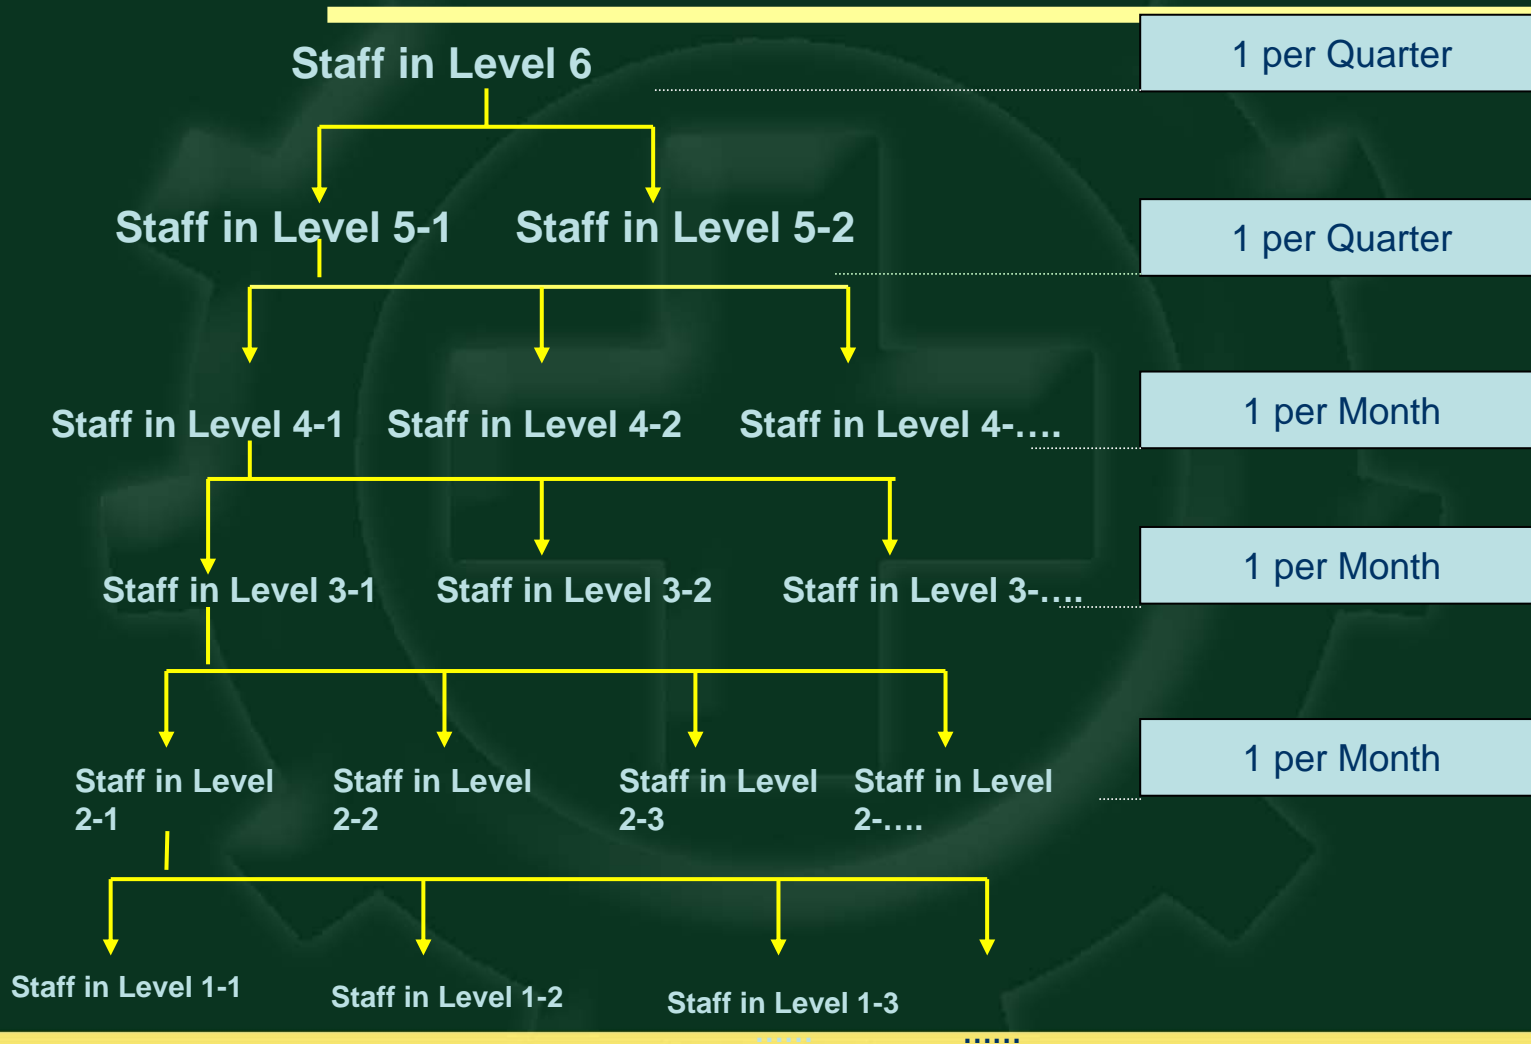 Staff in Level 6
1 per Quarter
Staff in Level 5-1
Staff in Level 5-2
1 per Quarter
Staff in Level 4-1
Staff in Level 4-2
Staff in Level 4-….
1 per Month
Staff in Level 3-1
Staff in Level 3-2
Staff in Level 3-….
1 per Month
Staff in Level
2-1
Staff in Level
2-2
Staff in Level
2-3
Staff in Level
2-….
1 per Month
Staff in Level 1-1
Staff in Level 1-2
Staff in Level 1-3
……
……